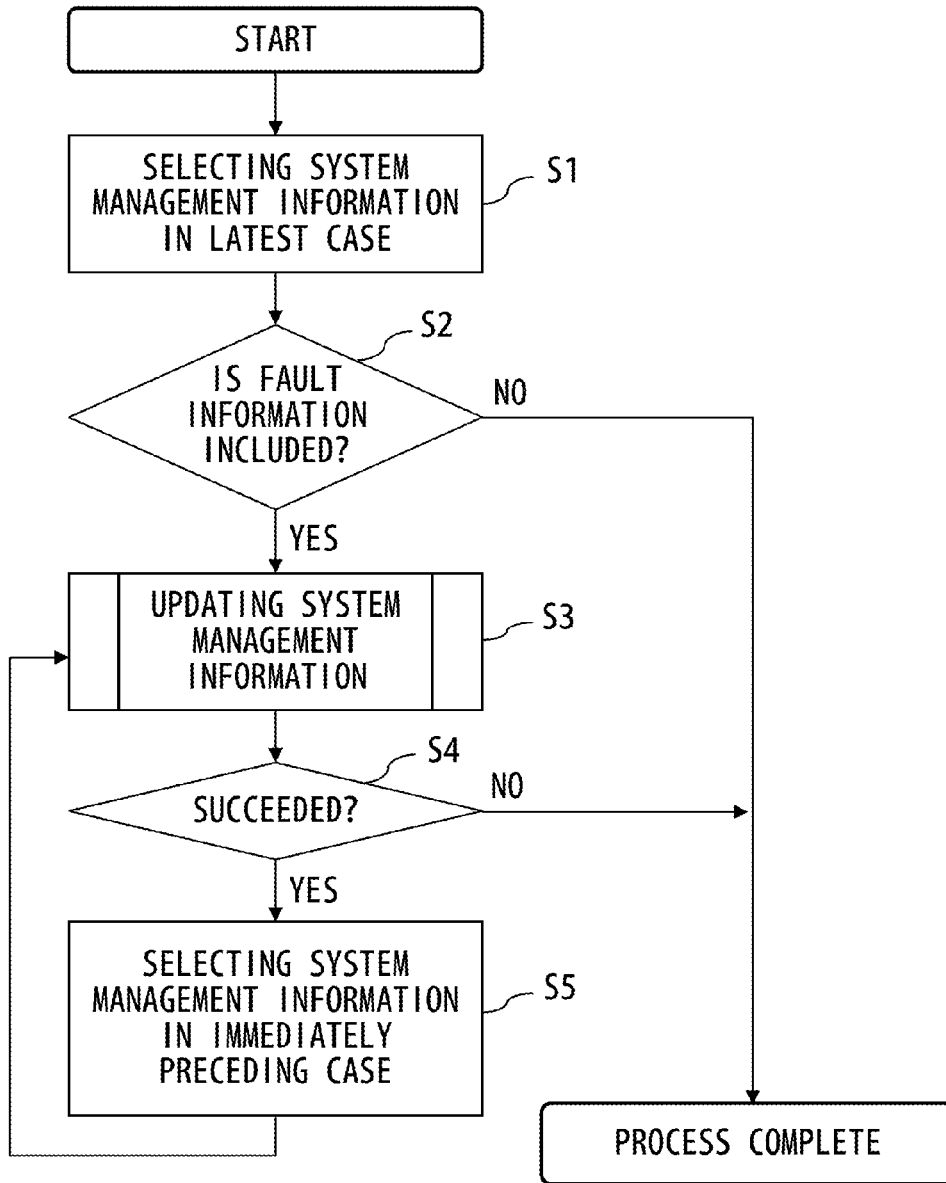 START
SELECTING SYSTEM
MANAGEMENT INFORMATION
IN LATEST CASE
S1
S2
IS FAULT
INFORMATION
INCLUDED?
NO
YES
UPDATING SYSTEM
MANAGEMENT
INFORMATION
S3
S4
SUCCEEDED?
NO
YES
SELECTING SYSTEM
MANAGEMENT INFORMATION
IN IMMEDIATELY
PRECEDING CASE
S5
PROCESS COMPLETE